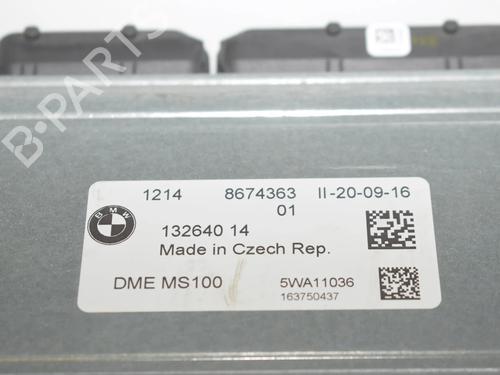 1214 8674363 II-20-09-16
01
BMW
132640 14
Made in Czech Rep.
DME MS100 5WA11036
163750437
B-PARTS